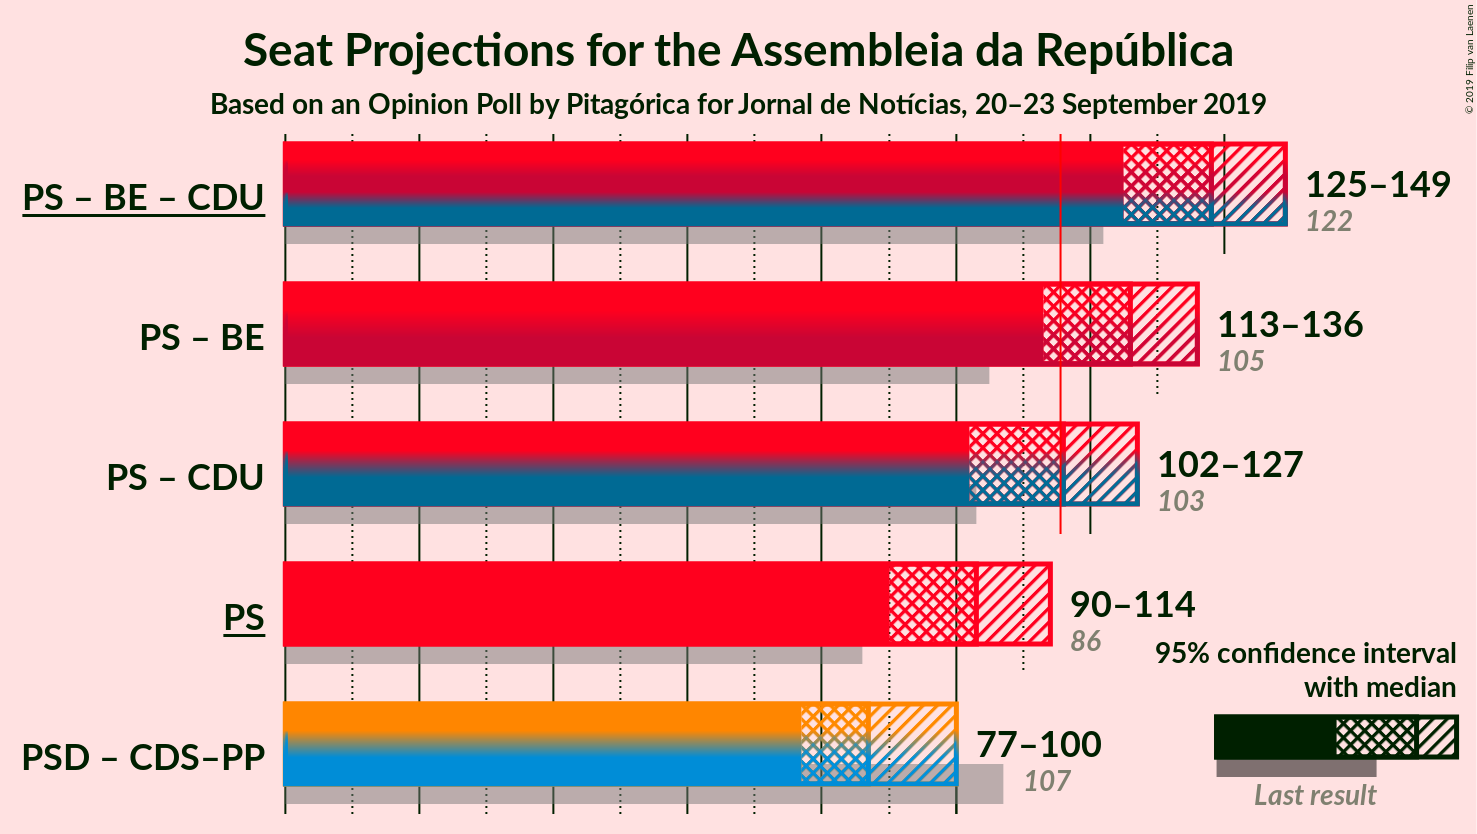 Seat Projections for the Assembleia da República
Based on an Opinion Poll by Pitagórica for Jornal de Notícias, 20–23 September 2019
© 2019 Filip van Laenen
PS – BE – CDU
125–149
122
PS – BE
113–136
105
PS – CDU
102–127
103
PS
90–114
86
PSD – CDS–PP
77–100
107
95% confidence interval
with median
Last result